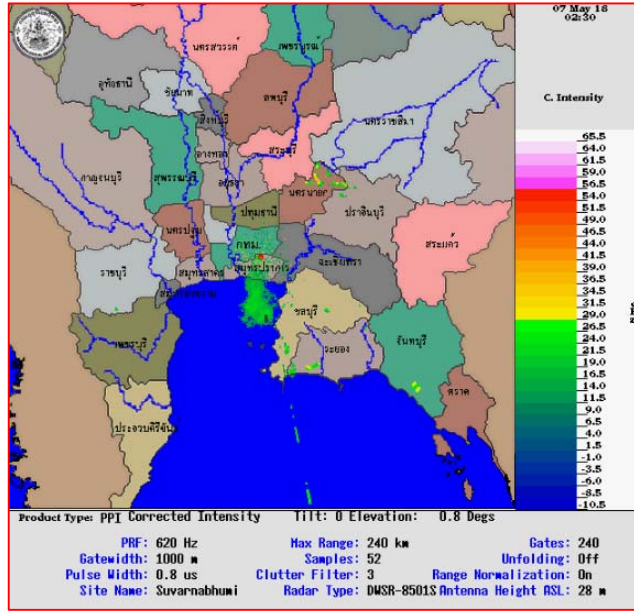 07 May 18
02:30
C. Intensity
65.5
64.0
61.5
59.0
56.5
54.0
51.5
49.0
46.5
44.0
41.5
39.0
36.5
34.0
31.5
29.0
26.5
24.0
21.5
19.0
16.5
14.0
11.5
9.0
6.5
4.0
1.5
-1.0
-3.5
-6.0
-8.5
-10.5
นครสวรรค์
เพชรบูรณ์
อุทัยธานี
ชัยนาท
ลพบุรี
สิงห์บุรี
นครราชสีมา
สระบุรี
อ่างทอง
กาญจนบุรี
สุพรรณบุรี
อยุธยา
นครนายก
ปราจีนบุรี
ปทุมธานี
นครปฐม
กทม.
สระแก้ว
ฉะเชิงเทรา
ราชบุรี
สมุทรสาคร
สมุทรปราการ
สมุทรสงคราม
ชลบุรี
เพชรบุรี
ระยอง
จันทบุรี
ตราด
ประจวบคีรีขันธ์
Product Type: PPI Corrected Intensity Tilt: 0 Elevation: 0.8 Degs
PRF: 620 Hz Max Range: 240 km Gates: 240
Gatewidth: 1000 m Samples: 52 Unfolding: Off
Pulse Width: 0.8 us Clutter Filter: 3 Range Normalization: On
Site Name: Suvarnabhumi Radar Type: DWSR-8501S Antenna Height ASL: 28 m